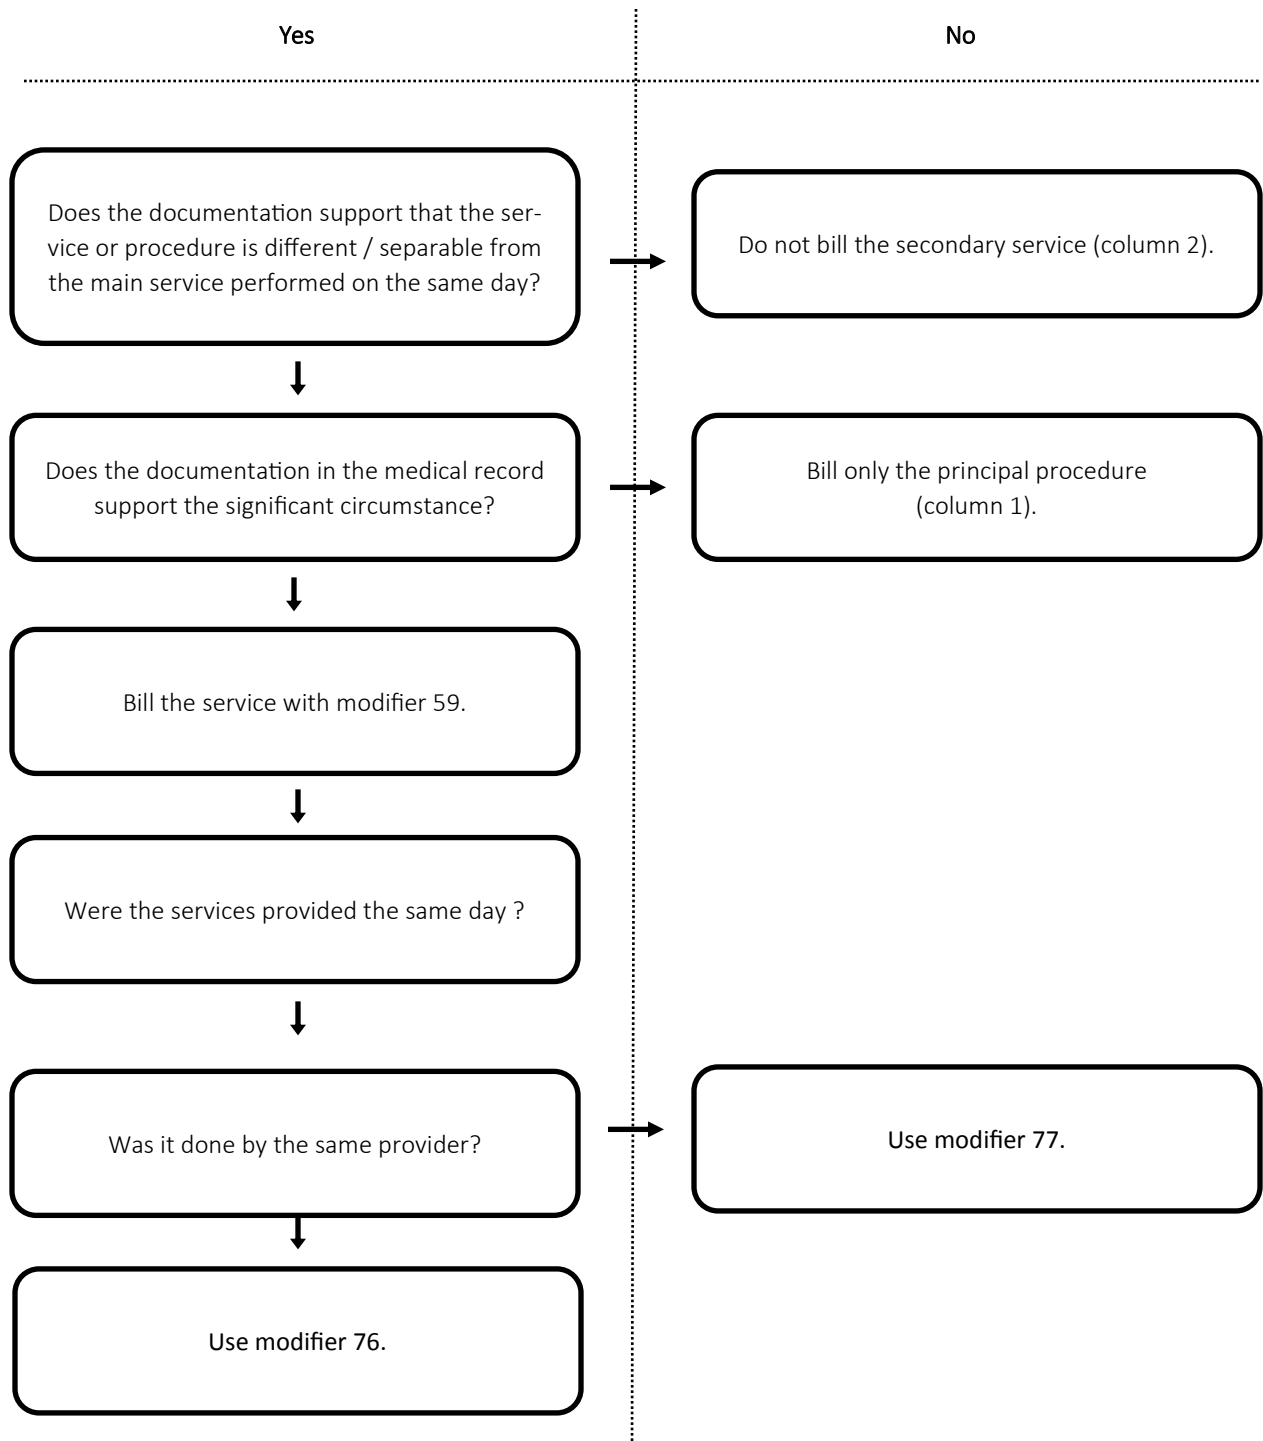 Yes
No
Does the documentation support that the ser-
vice or procedure is different / separable from
the main service performed on the same day?
Do not bill the secondary service (column 2).
Does the documentation in the medical record
support the significant circumstance?
Bill only the principal procedure
(column 1).
Bill the service with modifier 59.
Were the services provided the same day ?
Was it done by the same provider?
Use modifier 77.
Use modifier 76.